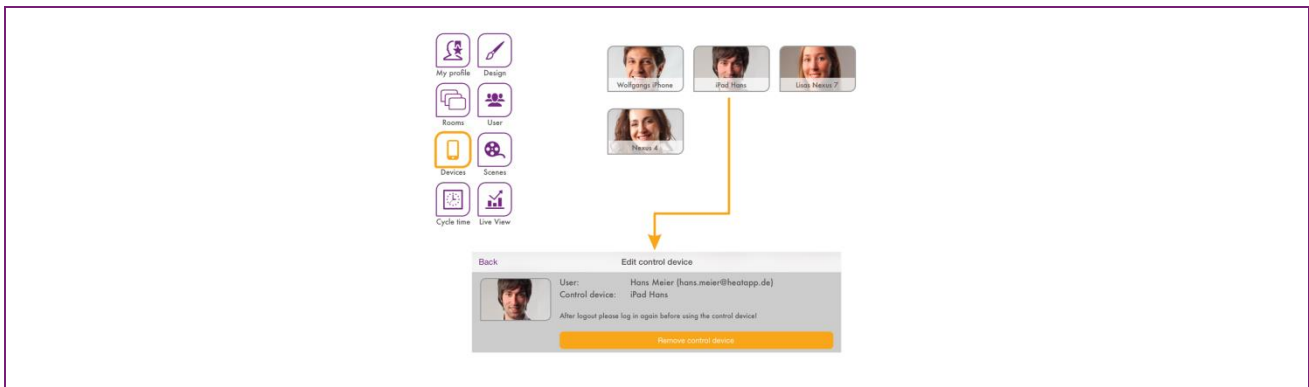 My profile Design
Rooms User
Devices Scenes
Cycle time Live View
Wolfgangs iPhone iPad Hans Lisas Nexus 7
Nexus 4
Back Edit control device
User: Hans Meier (hans.meier@heatapp.de)
Control device: iPad Hans
After logout please log in again before using the control device!
Remove control device